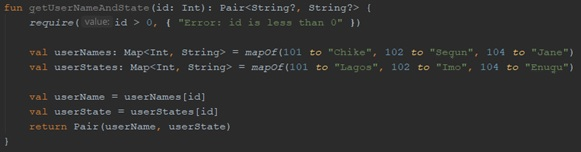 fun getUserNameAndState(id: Int): Pair<String?, String?> {
require( value: id > 0, { "Error: id is less than 0" })
val userNames: Map<Int, String> = mapOf(101 to "Chike", 102 to "Segun", 104 to "Jane")
val userStates: Map<Int, String> = mapOf(101 to "Lagos", 102 to "Imo", 104 to "Enugu")
val userName = userNames[id]
val userState = userStates[id]
return Pair(userName, userState)
}